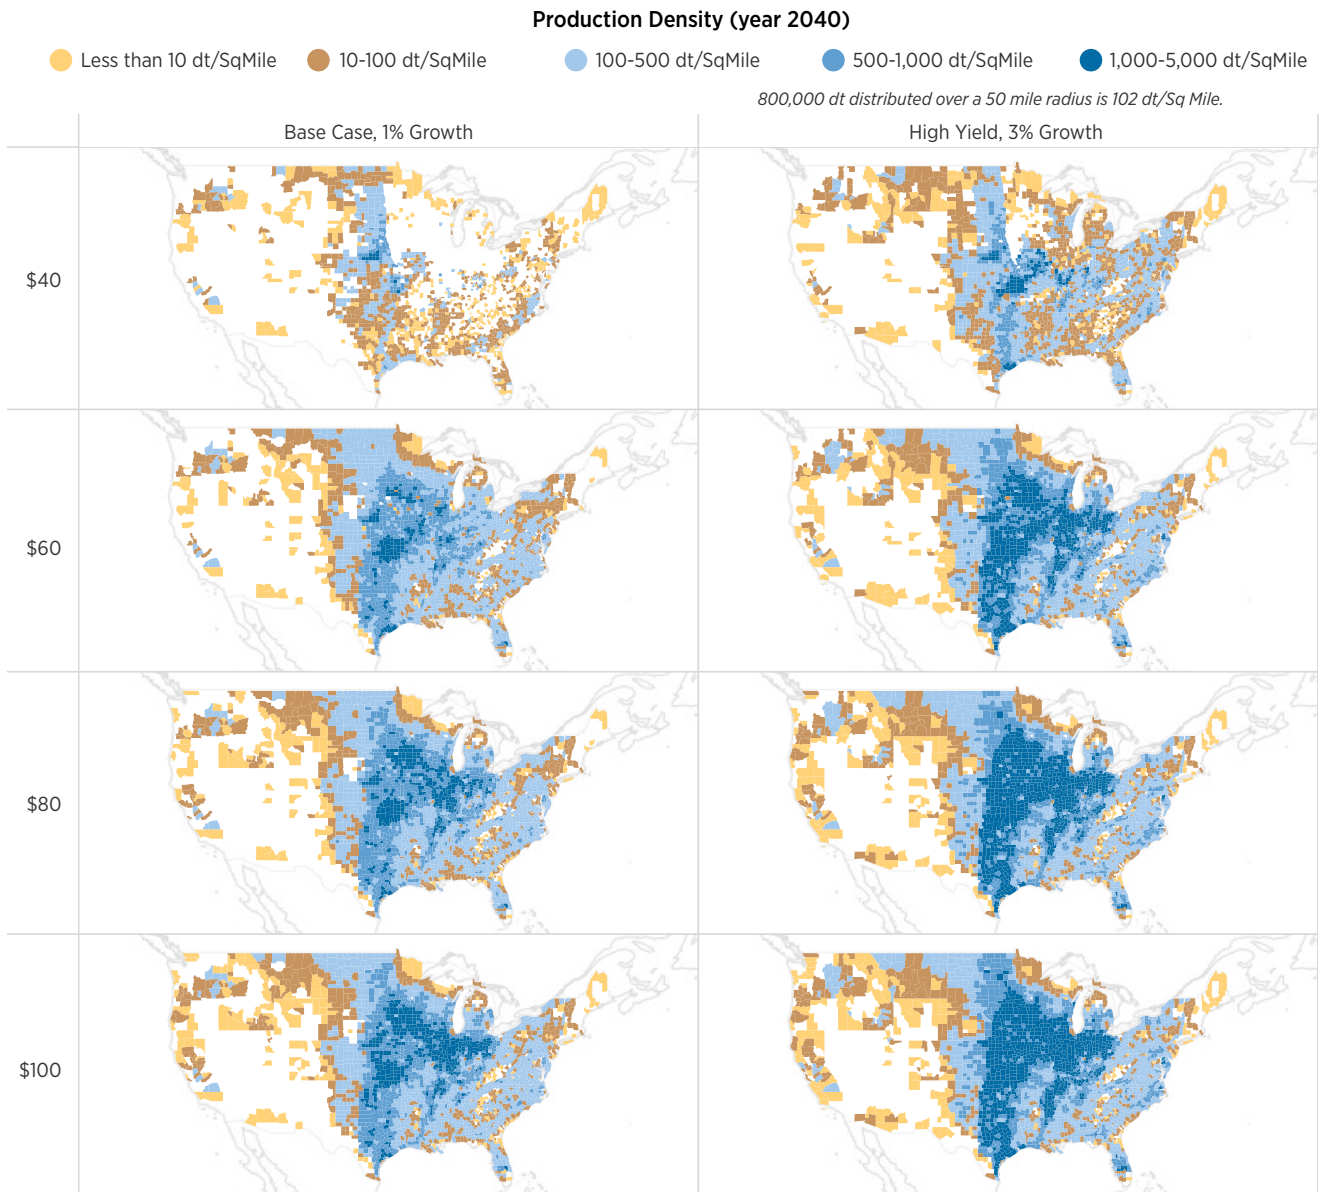 Production Density (year 2040)
Less than 10 dt/SqMile
10-100 dt/SqMile
100-500 dt/SqMile
500-1,000 dt/SqMile
1,000-5,000 dt/SqMile
800,000 dt distributed over a 50 mile radius is 102 dt/Sq Mile.
Base Case, 1% Growth
High Yield, 3% Growth
$40
$60
$80
$100